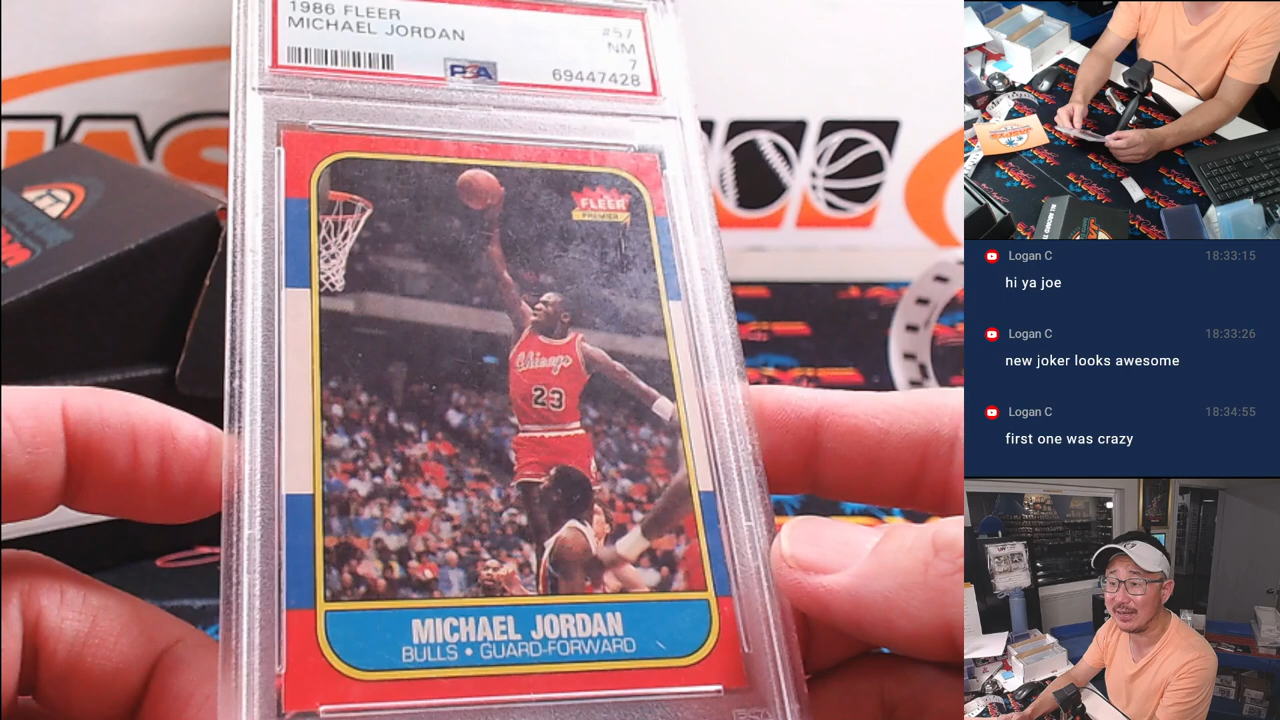 1986 FLEER
MICHAEL JORDAN
#57
NM
7
PSA
69447428
FLEER
PREMIER
Chicago
23
MICHAEL JORDAN
BULLS • GUARD-FORWARD
Logan C 18:33:15
hi ya joe
Logan C 18:33:26
new joker looks awesome
Logan C 18:34:55
first one was crazy